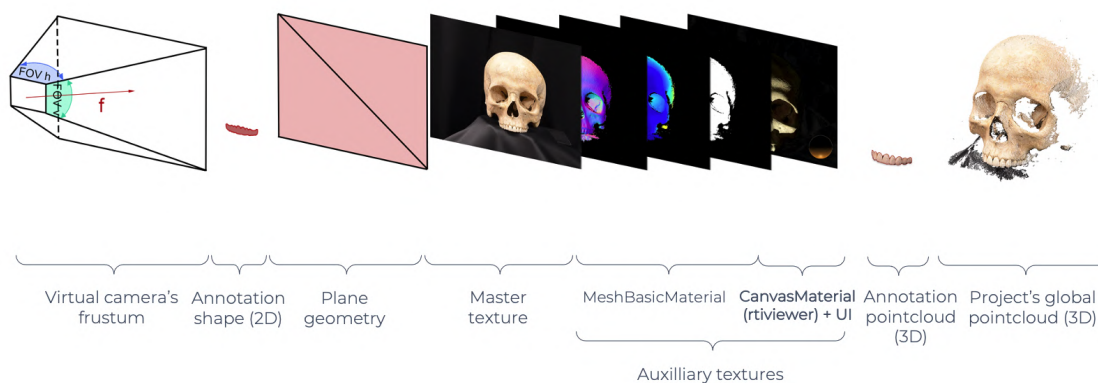 FOV h
FOV v
f
Virtual camera's
frustum
Annotation
shape (2D)
Plane
geometry
Master
texture
MeshBasicMaterial
CanvasMaterial
(rtiviewer) + UI
Auxilliary textures
Annotation
pointcloud
(3D)
Project's global
pointcloud (3D)